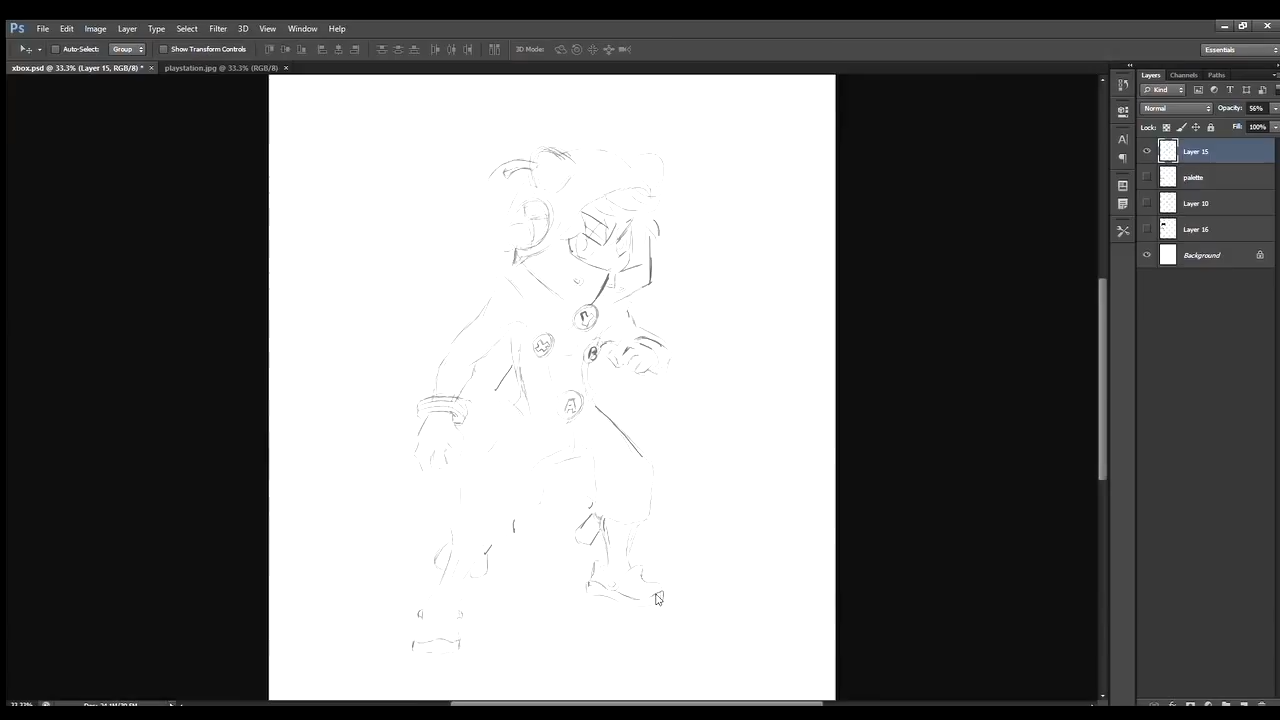 Ps File Edit Image Layer Type Select Filter 3D View Window Help
Auto-Select: Group Show Transform Controls 3D Mode: Essentials
xbox.psd @ 33.3% (Layer 15, RGB/8) * × playstation.jpg @ 33.3% (RGB/8) ×
Layers Channels Paths
Kind
Normal Opacity: 56%
Lock: Fill: 100%
Layer 15
palette
Layer 10
Layer 16
Background
B
A